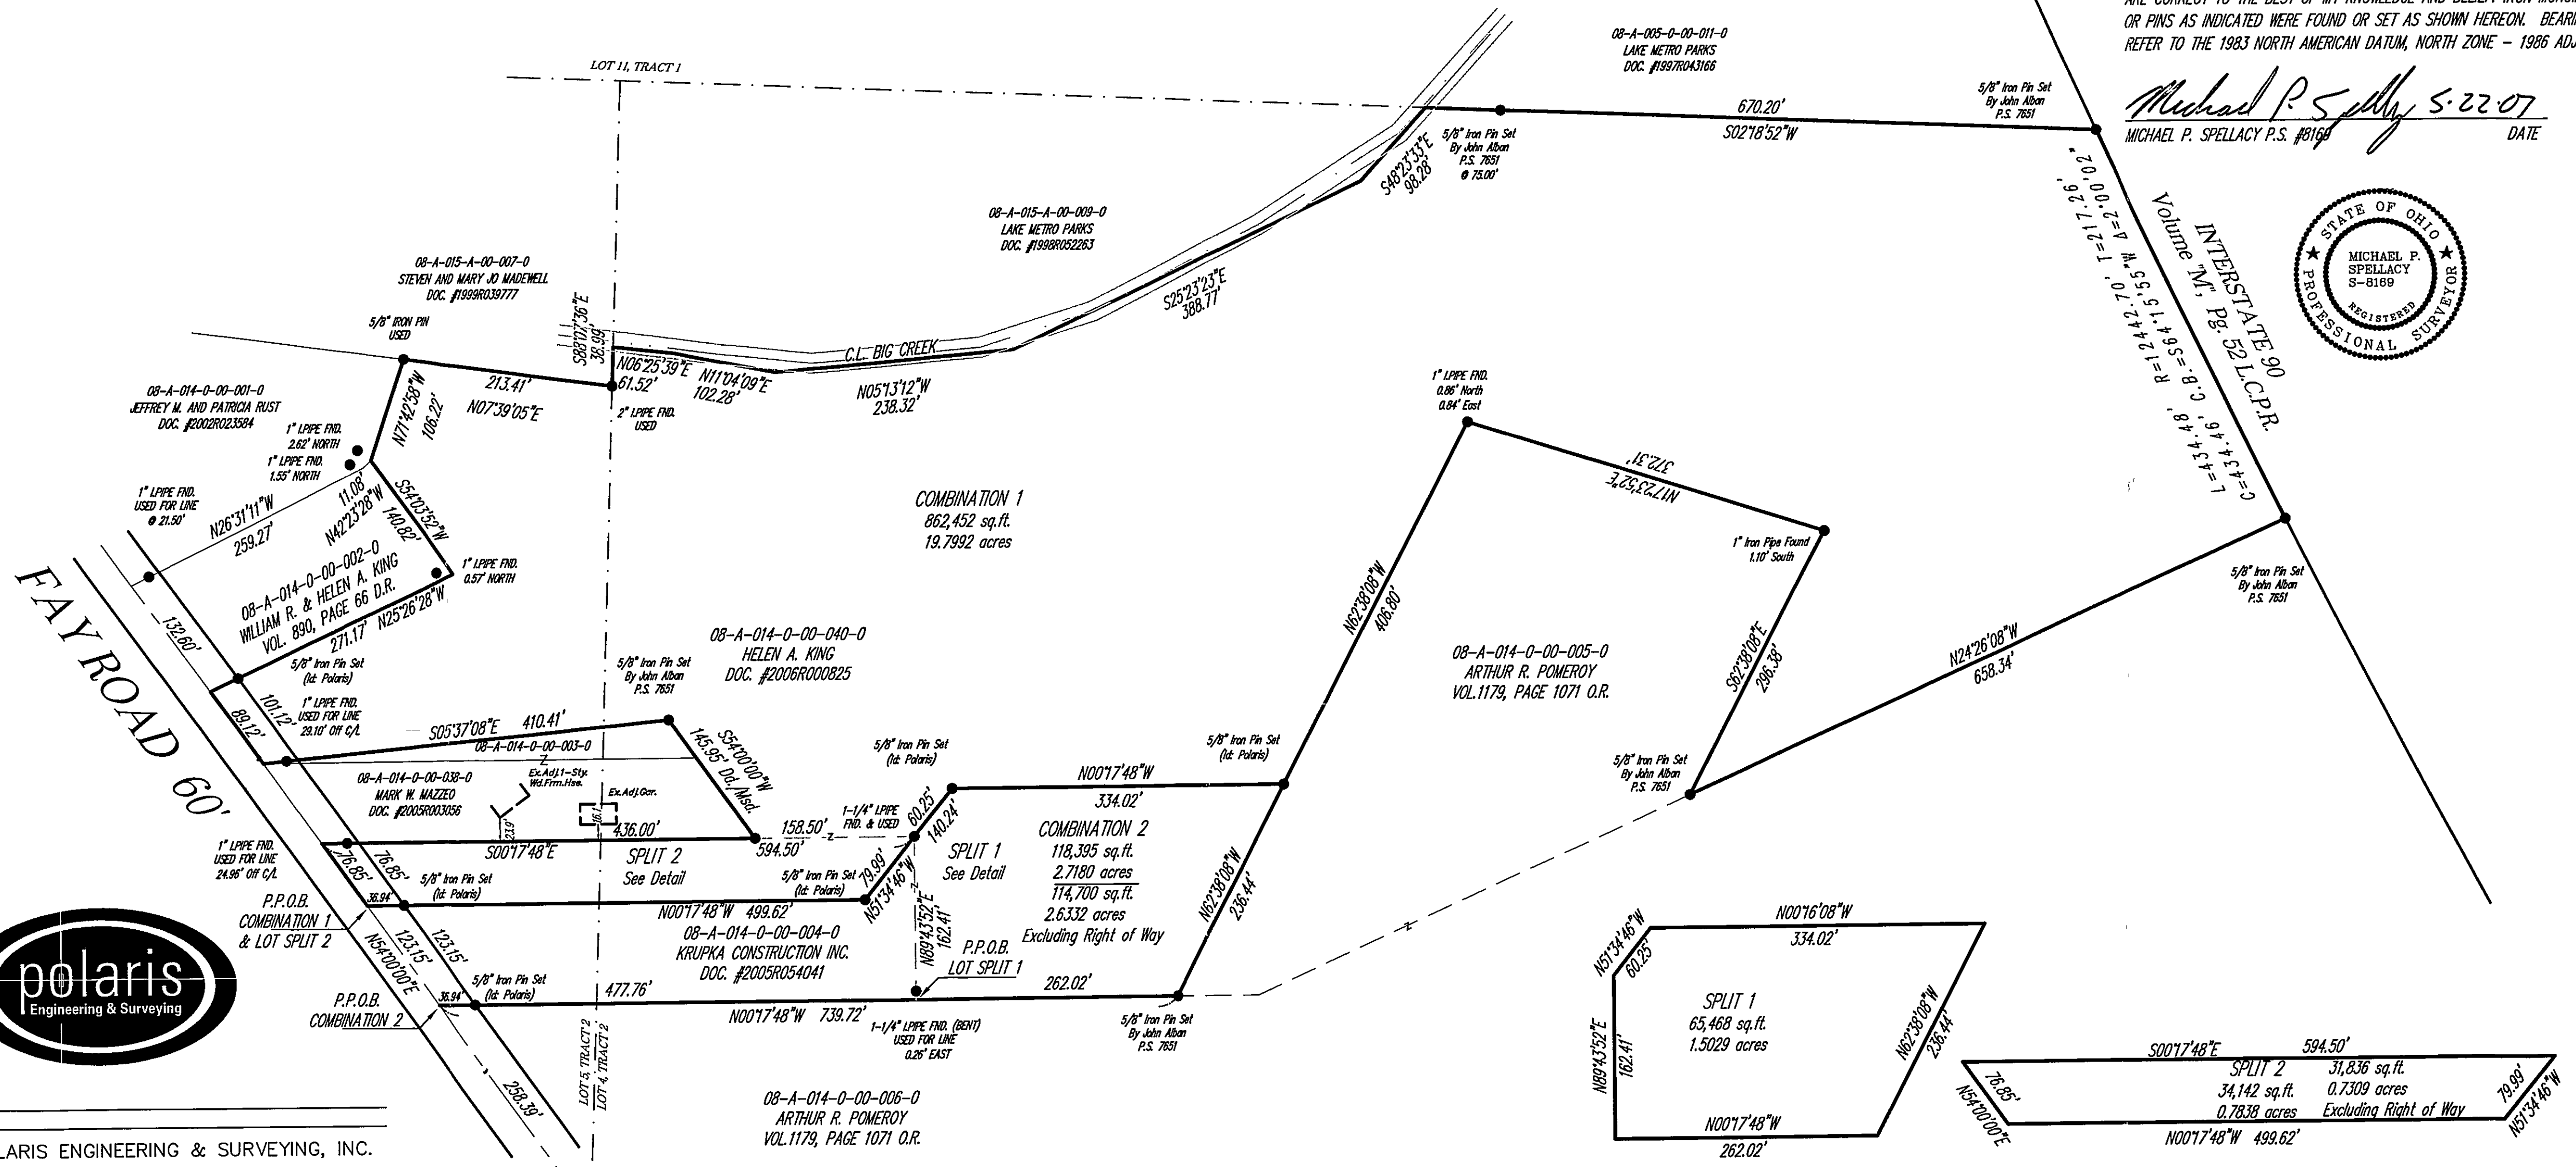 ARE CORRECT TO THE BEST OF MY KNOWLEDGE AND BELIEF.
OR PINS AS INDICATED WERE FOUND OR SET AS SHOWN HEREON.
REFER TO THE 1983 NORTH AMERICAN DATUM, NORTH ZONE - 1986
Michael P. Spellacy 5-22-07
MICHAEL P. SPELLACY P.S. #8169
DATE
STATE OF OHIO
MICHAEL P.
SPELLACY
S-8169
REGISTERED
PROFESSIONAL SURVEYOR
LOT 11, TRACT 1
08-A-005-0-00-011-0
LAKE METRO PARKS
DOC. #1997R043166
5/8" Iron Pin Set
By John Alban
P.S. 7651
670.20'
S02°18'52"W
5/8" Iron Pin Set
By John Alban
P.S. 7651
@ 75.00'
S48°23'33"E
98.28'
INTERSTATE 90
Volume "M", Pg. 52 L.C.P.R.
L=434.48' R=12442.70' T=217.26'
C=434.46' C.B.=S64°15'55"W Δ=2°00'02"
08-A-015-A-00-009-0
LAKE METRO PARKS
DOC. #1998R052263
S25°23'23"E
388.77'
08-A-015-A-00-007-0
STEVEN AND MARY JO MADEWELL
DOC. #1999R039777
5/8" IRON PIN
USED
S88°07'36"E
38.99'
C.L. BIG CREEK
N06°25'39"E
61.52'
N11°04'09"E
102.28'
N05°13'12"W
238.32'
213.41'
N07°39'05"E
2" I.PIPE FND.
USED
08-A-014-0-00-001-0
JEFFREY M. AND PATRICIA RUST
DOC. #2002R023584
N71°42'58"W
106.22'
1" I.PIPE FND.
2.62' NORTH
1" I.PIPE FND.
1.55' NORTH
1" I.PIPE FND.
USED FOR LINE
@ 21.50'
N26°31'11"W
259.27'
11.08'
N42°23'28"W
S54°03'52"W
140.82'
1" I.PIPE FND.
0.57' NORTH
08-A-014-0-00-002-0
WILLIAM R. & HELEN A. KING
VOL. 890, PAGE 66 D.R.
271.17' N25°26'28"W
COMBINATION 1
862,452 sq.ft.
19.7992 acres
1" I.PIPE FND.
0.86' North
0.84' East
372.31'
N17°23'52"E
1" Iron Pipe Found
1.10' South
5/8" Iron Pin Set
By John Alban
P.S. 7651
N62°38'08"W
406.80'
08-A-014-0-00-005-0
ARTHUR R. POMEROY
VOL.1179, PAGE 1071 O.R.
S62°38'08"E
296.38'
N24°26'08"W
658.34'
FAY ROAD 60'
132.60'
5/8" Iron Pin Set
(Id: Polaris)
101.12'
89.12'
1" I.PIPE FND.
USED FOR LINE
29.10' Off C/L
08-A-014-0-00-040-0
HELEN A. KING
DOC. #2006R000825
5/8" Iron Pin Set
By John Alban
P.S. 7651
S05°37'08"E 410.41'
08-A-014-0-00-003-0
Z
08-A-014-0-00-038-0
MARK W. MAZZEO
DOC. #2005R003056
Ex.Adj.1-Sty.
Wd.Frm.Hse.
Ex.Adj.Gar.
23.9'
16.1'
S54°00'00"W
145.95' Dd./Msd.
5/8" Iron Pin Set
(Id: Polaris)
5/8" Iron Pin Set
(Id: Polaris)
5/8" Iron Pin Set
By John Alban
P.S. 7651
N00°17'48"W
334.02'
158.50'
Z
1-1/4" I.PIPE
FND. & USED
60.25'
140.24'
436.00'
S00°17'48"E
594.50'
SPLIT 2
See Detail
SPLIT 1
See Detail
COMBINATION 2
118,395 sq.ft.
2.7180 acres
114,700 sq.ft.
2.6332 acres
Excluding Right of Way
1" I.PIPE FND.
USED FOR LINE
24.96' Off C/L
76.85'
76.85'
5/8" Iron Pin Set
(Id: Polaris)
5/8" Iron Pin Set
(Id: Polaris)
79.99'
N51°34'46"W
N62°38'08"W
236.44'
Z
Z
36.94'
P.P.O.B.
COMBINATION 1
& LOT SPLIT 2
N00°17'48"W 499.62'
08-A-014-0-00-004-0
KRUPKA CONSTRUCTION INC.
DOC. #2005R054041
N89°43'52"E
162.41'
P.P.O.B.
LOT SPLIT 1
123.15'
123.15'
N54°00'00"E
polaris
Engineering & Surveying
P.P.O.B.
COMBINATION 2
36.94'
5/8" Iron Pin Set
(Id: Polaris)
477.76'
262.02'
N00°17'48"W 739.72'
1-1/4" I.PIPE FND. (BENT)
USED FOR LINE
0.26' EAST
5/8" Iron Pin Set
By John Alban
P.S. 7651
258.39'
LOT 5, TRACT 2
LOT 4, TRACT 2
08-A-014-0-00-006-0
ARTHUR R. POMEROY
VOL.1179, PAGE 1071 O.R.
LARIS ENGINEERING & SURVEYING, INC.
N00°16'08"W
334.02'
N51°34'46"W
60.25'
SPLIT 1
65,468 sq.ft.
1.5029 acres
N89°43'52"E
162.41'
N62°38'08"W
236.44'
N00°17'48"W
262.02'
S00°17'48"E 594.50'
SPLIT 2 31,836 sq.ft.
34,142 sq.ft. 0.7309 acres
0.7838 acres Excluding Right of Way
76.85'
N54°00'00"E
79.99'
N51°34'46"W
N00°17'48"W 499.62'